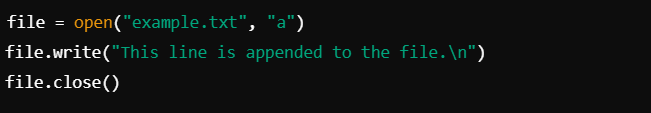 file = open("example.txt", "a")
file.write("This line is appended to the file.\n")
file.close()